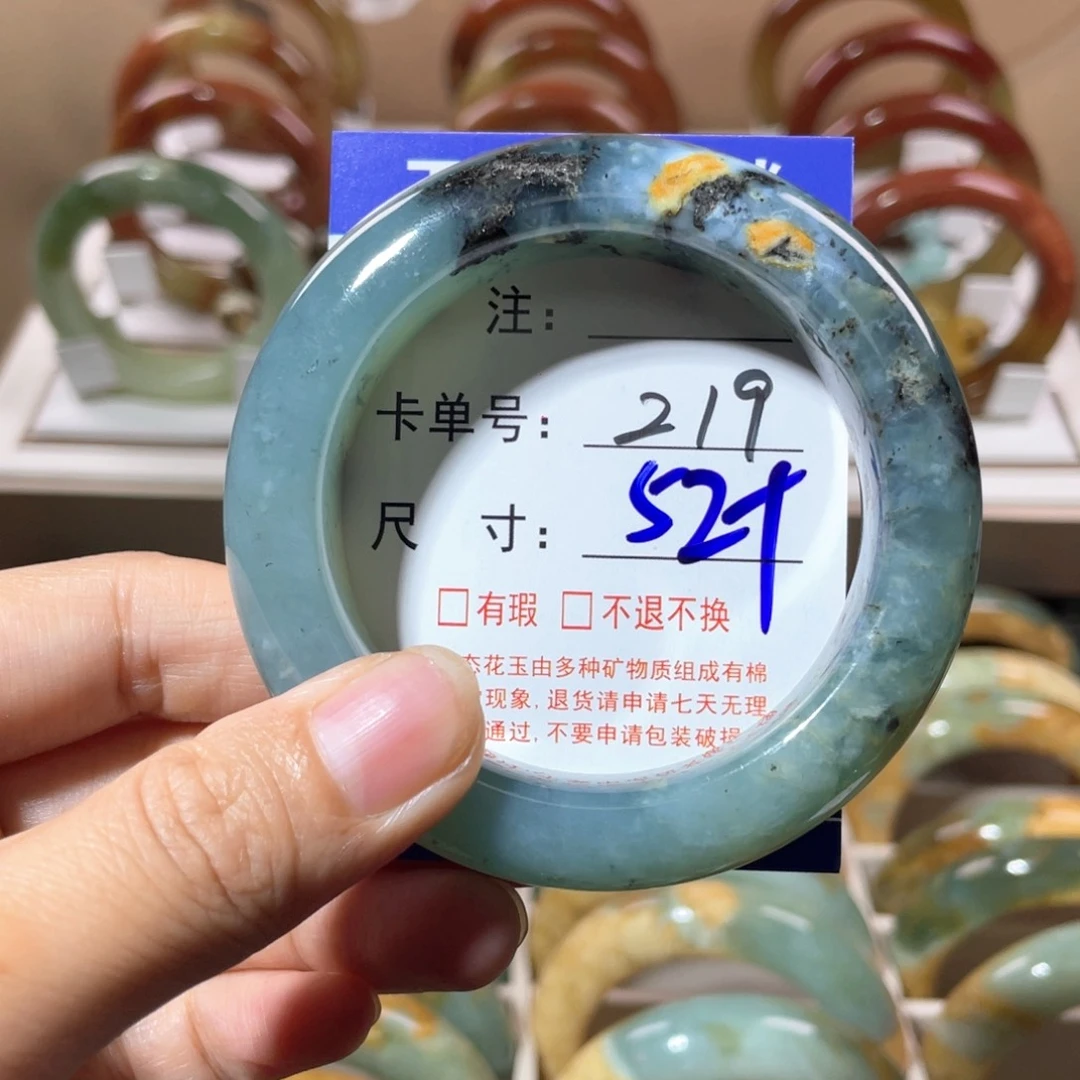 注：
卡单号：219
尺 寸：52+
□有瑕 □不退不换
态花玉由多种矿物质组成有棉
现象，退货请申请七天无理
通过，不要申请包装破损